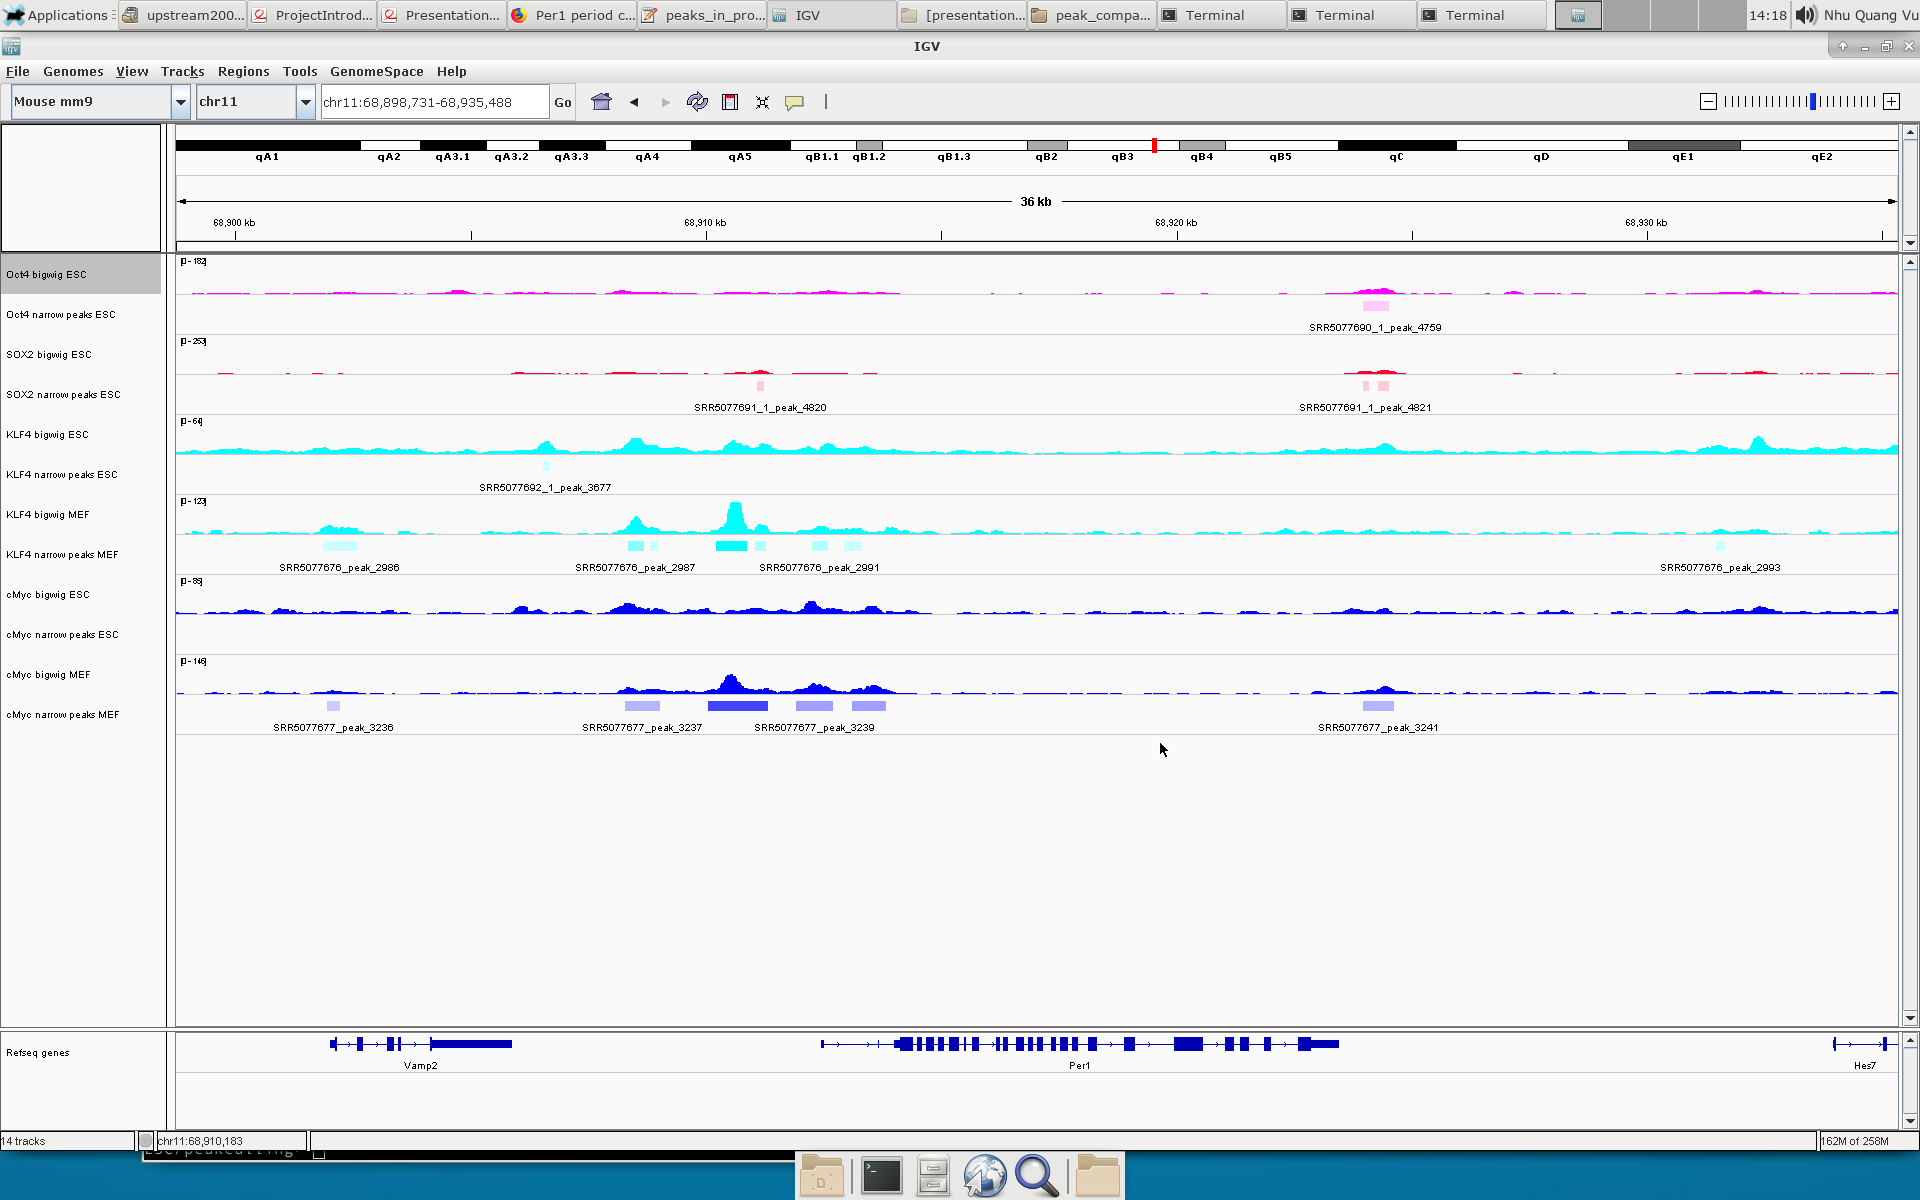 Applications upstream200... ProjectIntrod... Presentation... Per1 period c... peaks_in_pro... IGV [presentation... peak_compa... Terminal Terminal Terminal 14:18 Nhu Quang Vu
IGV
File Genomes View Tracks Regions Tools GenomeSpace Help
Mouse mm9 chr11 chr11:68,898,731-68,935,488 Go
qA1 qA2 qA3.1 qA3.2 qA3.3 qA4 qA5 qB1.1 qB1.2 qB1.3 qB2 qB3 qB4 qB5 qC qD qE1 qE2
36 kb
68,900 kb 68,910 kb 68,920 kb 68,930 kb
[0-182]
Oct4 bigwig ESC
Oct4 narrow peaks ESC
SRR5077690_1_peak_4759
[0-253]
SOX2 bigwig ESC
SOX2 narrow peaks ESC
SRR5077691_1_peak_4820 SRR5077691_1_peak_4821
[0-64]
KLF4 bigwig ESC
KLF4 narrow peaks ESC
SRR5077692_1_peak_3677
[0-123]
KLF4 bigwig MEF
KLF4 narrow peaks MEF
SRR5077676_peak_2986 SRR5077676_peak_2987 SRR5077676_peak_2991 SRR5077676_peak_2993
[0-85]
cMyc bigwig ESC
cMyc narrow peaks ESC
[0-146]
cMyc bigwig MEF
cMyc narrow peaks MEF
SRR5077677_peak_3236 SRR5077677_peak_3237 SRR5077677_peak_3239 SRR5077677_peak_3241
Refseq genes
Vamp2 Per1 Hes7
14 tracks chr11:68,910,183 162M of 258M